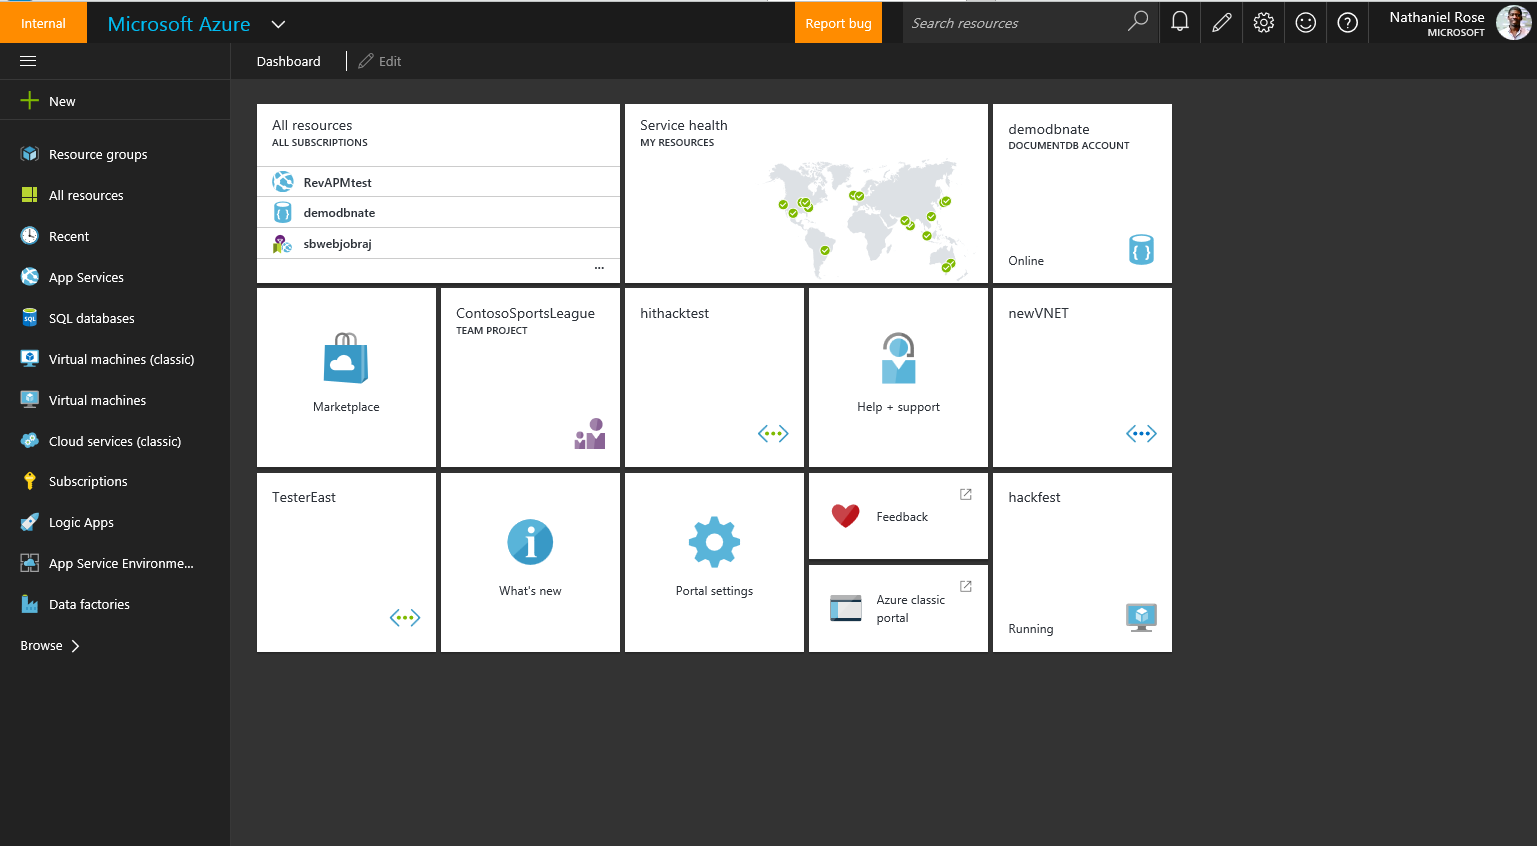 Internal
Microsoft Azure
Report bug
Search resources
Nathaniel Rose
MICROSOFT
Dashboard
Edit
New
Resource groups
All resources
Recent
App Services
SQL databases
Virtual machines (classic)
Virtual machines
Cloud services (classic)
Subscriptions
Logic Apps
App Service Environme...
Data factories
Browse
All resources
ALL SUBSCRIPTIONS
RevAPMtest
demodbnate
sbwebjobraj
...
Service health
MY RESOURCES
demodbnate
DOCUMENTDB ACCOUNT
Online
Marketplace
ContosoSportsLeague
TEAM PROJECT
hithacktest
Help + support
newVNET
TesterEast
What's new
Portal settings
Feedback
Azure classic
portal
hackfest
Running